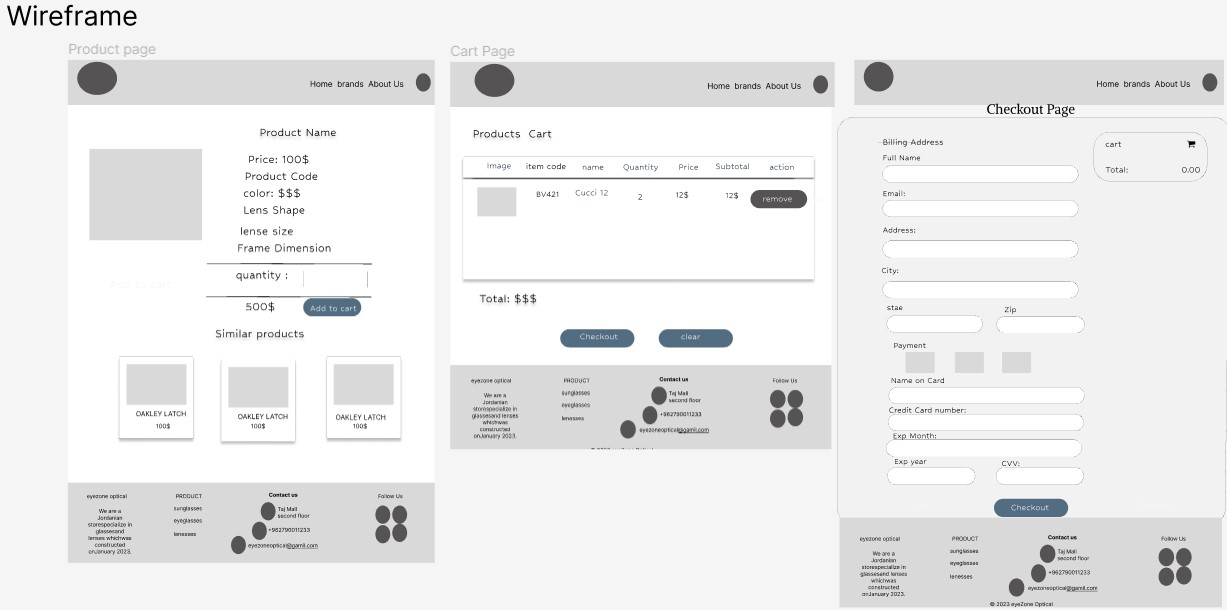 Wireframe
Product page
Home brands About Us
Product Name
Price: 100$
Product Code
color: $$$
Lens Shape
lense size
Frame Dimension
Add to cart
quantity :
500$
Add to cart
Similar products
OAKLEY LATCH
100$
OAKLEY LATCH
100$
OAKLEY LATCH
100$
eyezone optical
We are a
Jordanian
storespecialize in
glassesand
lenses whichwas
constructed
onJanuary 2023.
PRODUCT
sunglasses
eyeglasses
lenesses
Contact us
Taj Mall
second floor
+962790011233
eyezoneoptical@gamil.com
Follow Us
Cart Page
Home brands About Us
Products Cart
Image item code name Quantity Price Subtotal action
BV421 Cucci 12 2 12$ 12$ remove
Total: $$$
Checkout clear
eyezone optical
We are a
Jordanian
storespecialize in
glassesand lenses
whichwas
constructed
onJanuary 2023.
PRODUCT
sunglasses
eyeglasses
lenesses
Contact us
Taj Mall
second floor
+962790011233
eyezoneoptical@gamil.com
Follow Us
© 2023 eyeZone Optical
Home brands About Us
Checkout Page
Billing Address
Full Name
Email:
Address:
City:
stae Zip
Payment
Name on Card
Credit Card number:
Exp Month:
Exp year CVV:
Checkout
cart
Total: 0.00
eyezone optical
We are a
Jordanian
storespecialize in
glassesand lenses
whichwas
constructed
onJanuary 2023.
PRODUCT
sunglasses
eyeglasses
lenesses
Contact us
Taj Mall
second floor
+962790011233
eyezoneoptical@gamil.com
Follow Us
© 2023 eyeZone Optical